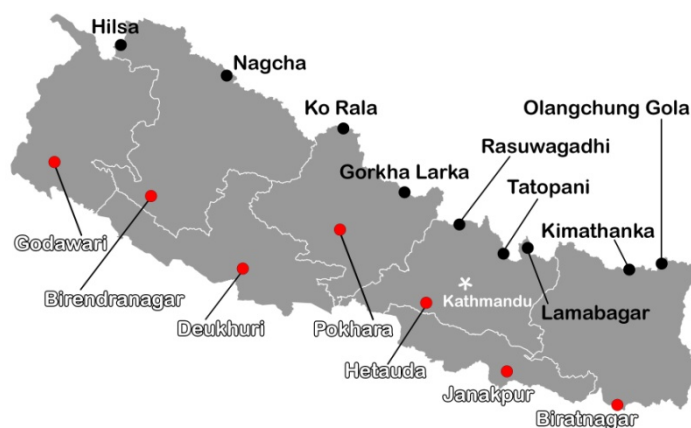 Hilsa
Nagcha
Ko Rala
Olangchung Gola
Rasuwagadhi
Gorkha Larka
Tatopani
Kimathanka
Godawari
Birendranagar
Kathmandu
Lamabagar
Deukhuri
Pokhara
Hetauda
Janakpur
Biratnagar